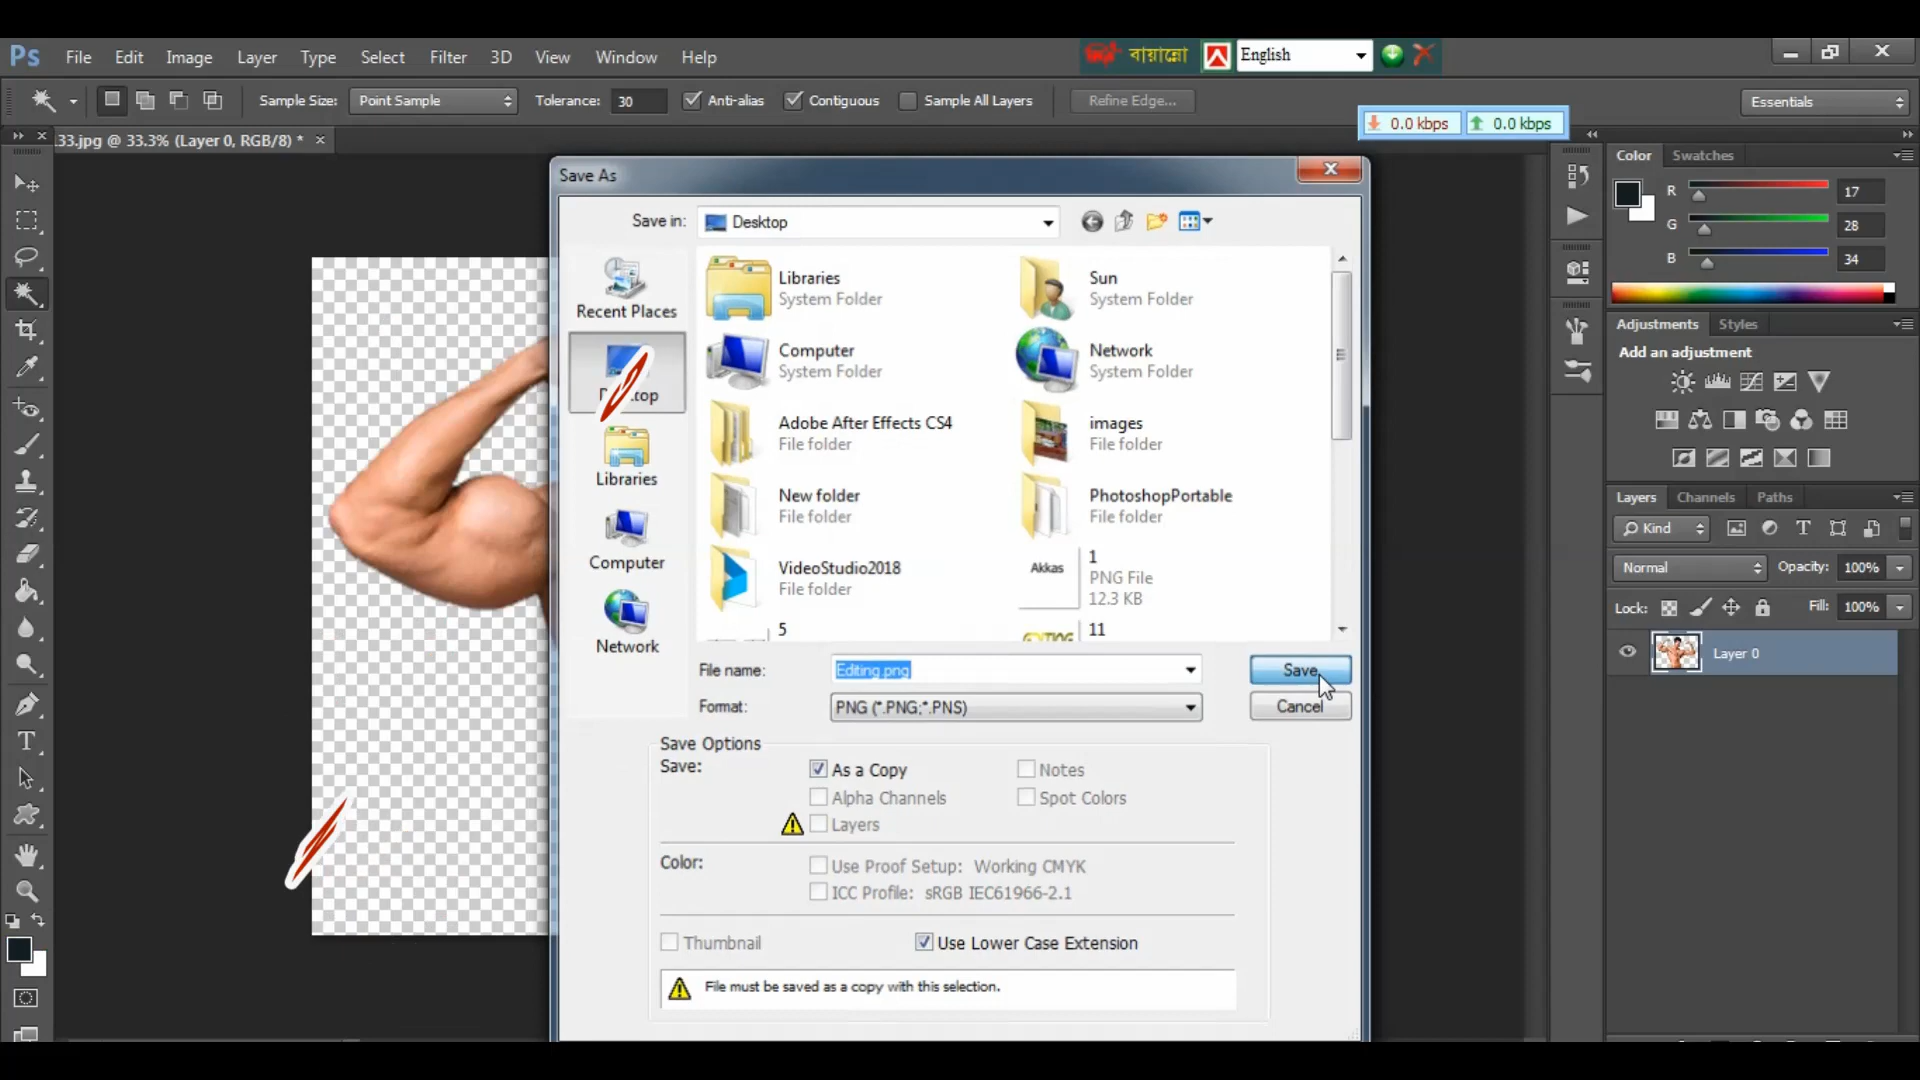 Ps File Edit Image Layer Type Select Filter 3D View Window Help
বায়ান্নো English
Sample Size: Point Sample Tolerance: 30 Anti-alias Contiguous Sample All Layers Refine Edge... Essentials
0.0 kbps 0.0 kbps
33.jpg @ 33.3% (Layer 0, RGB/8) *
Save As
Save in: Desktop
Recent Places
Libraries
Computer
Network
Libraries
System Folder
Sun
System Folder
Computer
System Folder
Network
System Folder
Adobe After Effects CS4
File folder
images
File folder
New folder
File folder
PhotoshopPortable
File folder
VideoStudio2018
File folder
Akkas
1
PNG File
12.3 KB
5
11
File name: Editing.png Save
Format: PNG (*.PNG;*.PNS) Cancel
Save Options
Save: As a Copy Notes
Alpha Channels Spot Colors
Layers
Color: Use Proof Setup: Working CMYK
ICC Profile: sRGB IEC61966-2.1
Thumbnail Use Lower Case Extension
File must be saved as a copy with this selection.
Color Swatches
R 17
G 28
B 34
Adjustments Styles
Add an adjustment
Layers Channels Paths
Kind
Normal Opacity: 100%
Lock: Fill: 100%
Layer 0